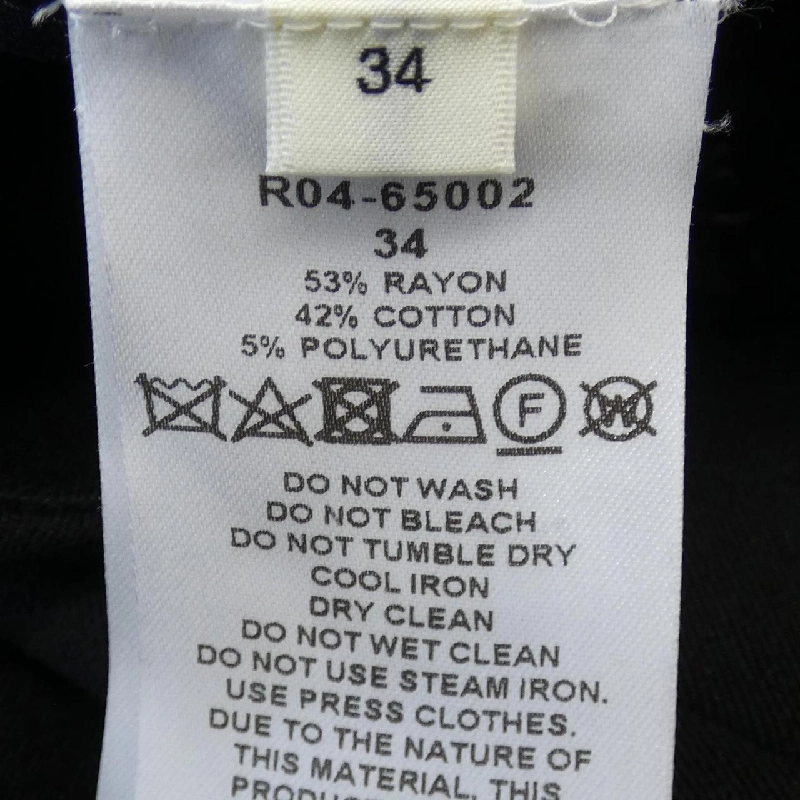 34
R04-65002
34
53% RAYON
42% COTTON
5% POLYURETHANE
F W
DO NOT WASH
DO NOT BLEACH
DO NOT TUMBLE DRY
COOL IRON
DRY CLEAN
DO NOT WET CLEAN
DO NOT USE STEAM IRON.
USE PRESS CLOTHES.
DUE TO THE NATURE OF
THIS MATERIAL, THIS